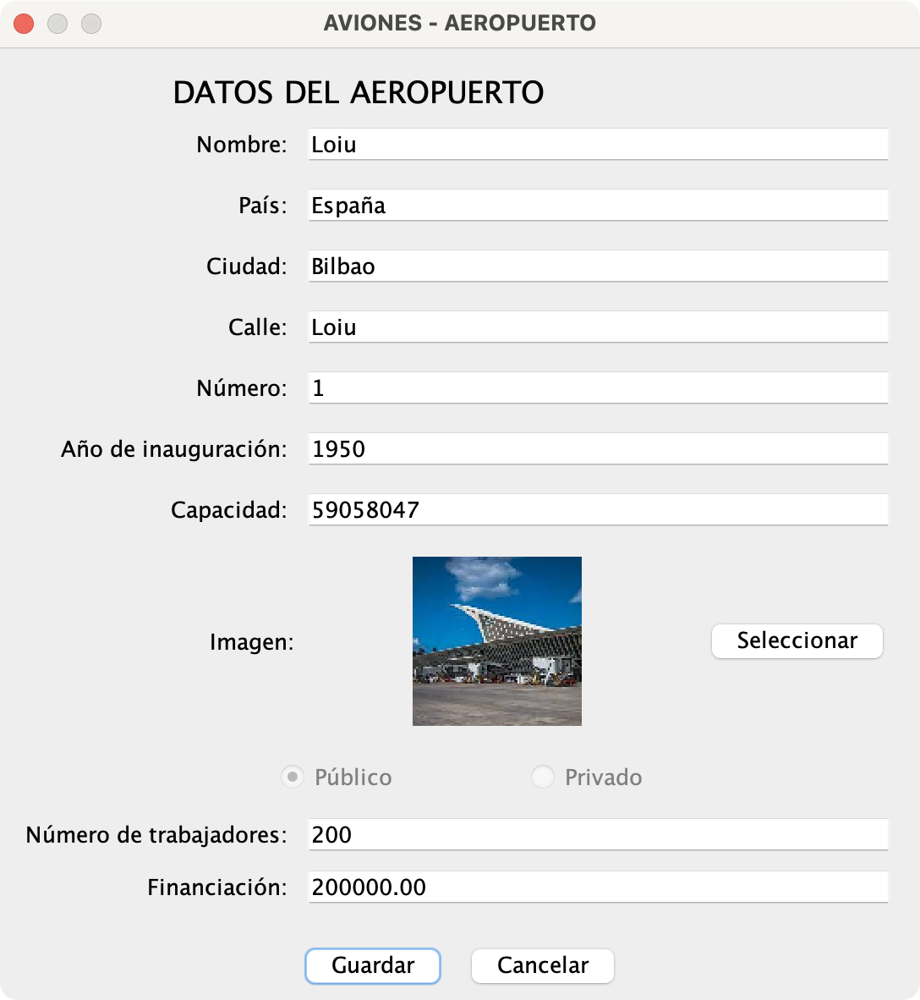 AVIONES - AEROPUERTO
DATOS DEL AEROPUERTO
Nombre: Loiu
País: España
Ciudad: Bilbao
Calle: Loiu
Número: 1
Año de inauguración: 1950
Capacidad: 59058047
Imagen: Seleccionar
Público Privado
Número de trabajadores: 200
Financiación: 200000.00
Guardar Cancelar